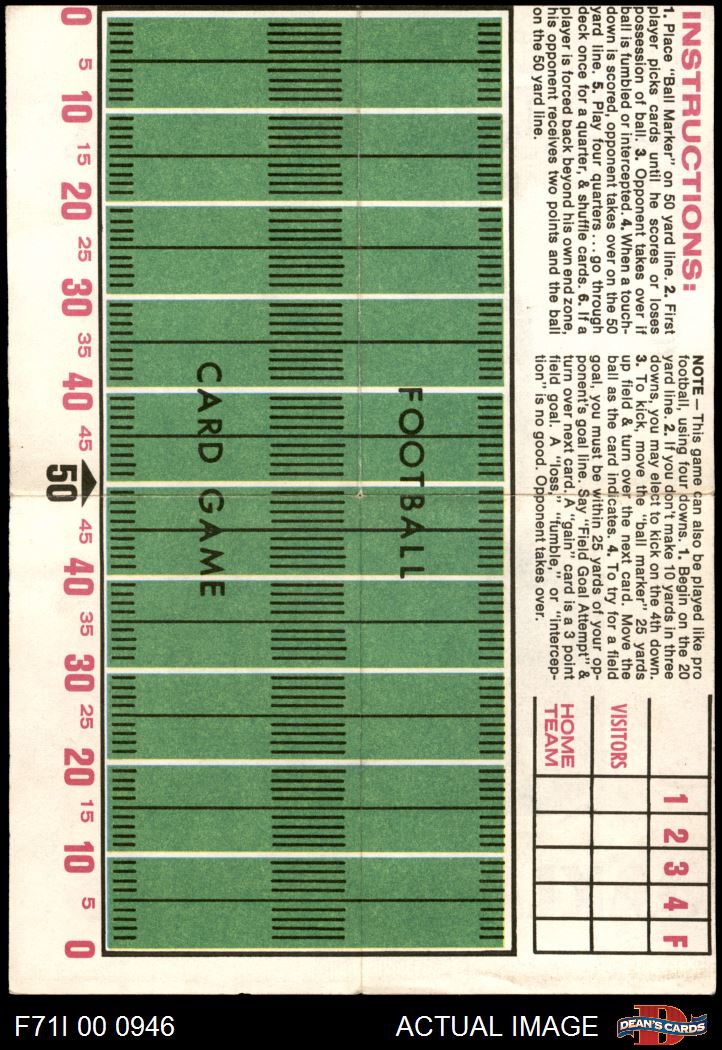 INSTRUCTIONS:
1. Place "Ball Marker" on 50 yard line. 2. First
player picks cards until he scores or loses
possession of ball. 3. Opponent takes over if
ball is fumbled or intercepted. 4. When a touch-
down is scored, opponent takes over on the 50
yard line. 5. Play four quarters...go through
deck once for a quarter, & shuffle cards. 6. If a
player is forced back beyond his own end zone,
his opponent receives two points and the ball
on the 50 yard line.
NOTE — This game can also be played like pro
football, using four downs. 1. Begin on the 20
yard line. 2. If you don't make 10 yards in three
downs, you may elect to kick on the 4th down.
3. To kick, move the "ball marker" 25 yards
up field & turn over the next card. Move the
ball as the card indicates. 4. To try for a field
goal, you must be within 25 yards of your op-
ponent's goal line. Say "Field Goal Attempt" &
turn over next card. A "gain" card is a 3 point
field goal. A "loss," "fumble," or "intercep-
tion" is no good. Opponent takes over.
1 2 3 4 F
VISITORS
HOME
TEAM
FOOTBALL
CARD GAME
0 5 10 15 20 25 30 35 40 45 50 45 40 35 30 25 20 15 10 5 0
F71I 00 0946
ACTUAL IMAGE
D
DEAN'S CARDS